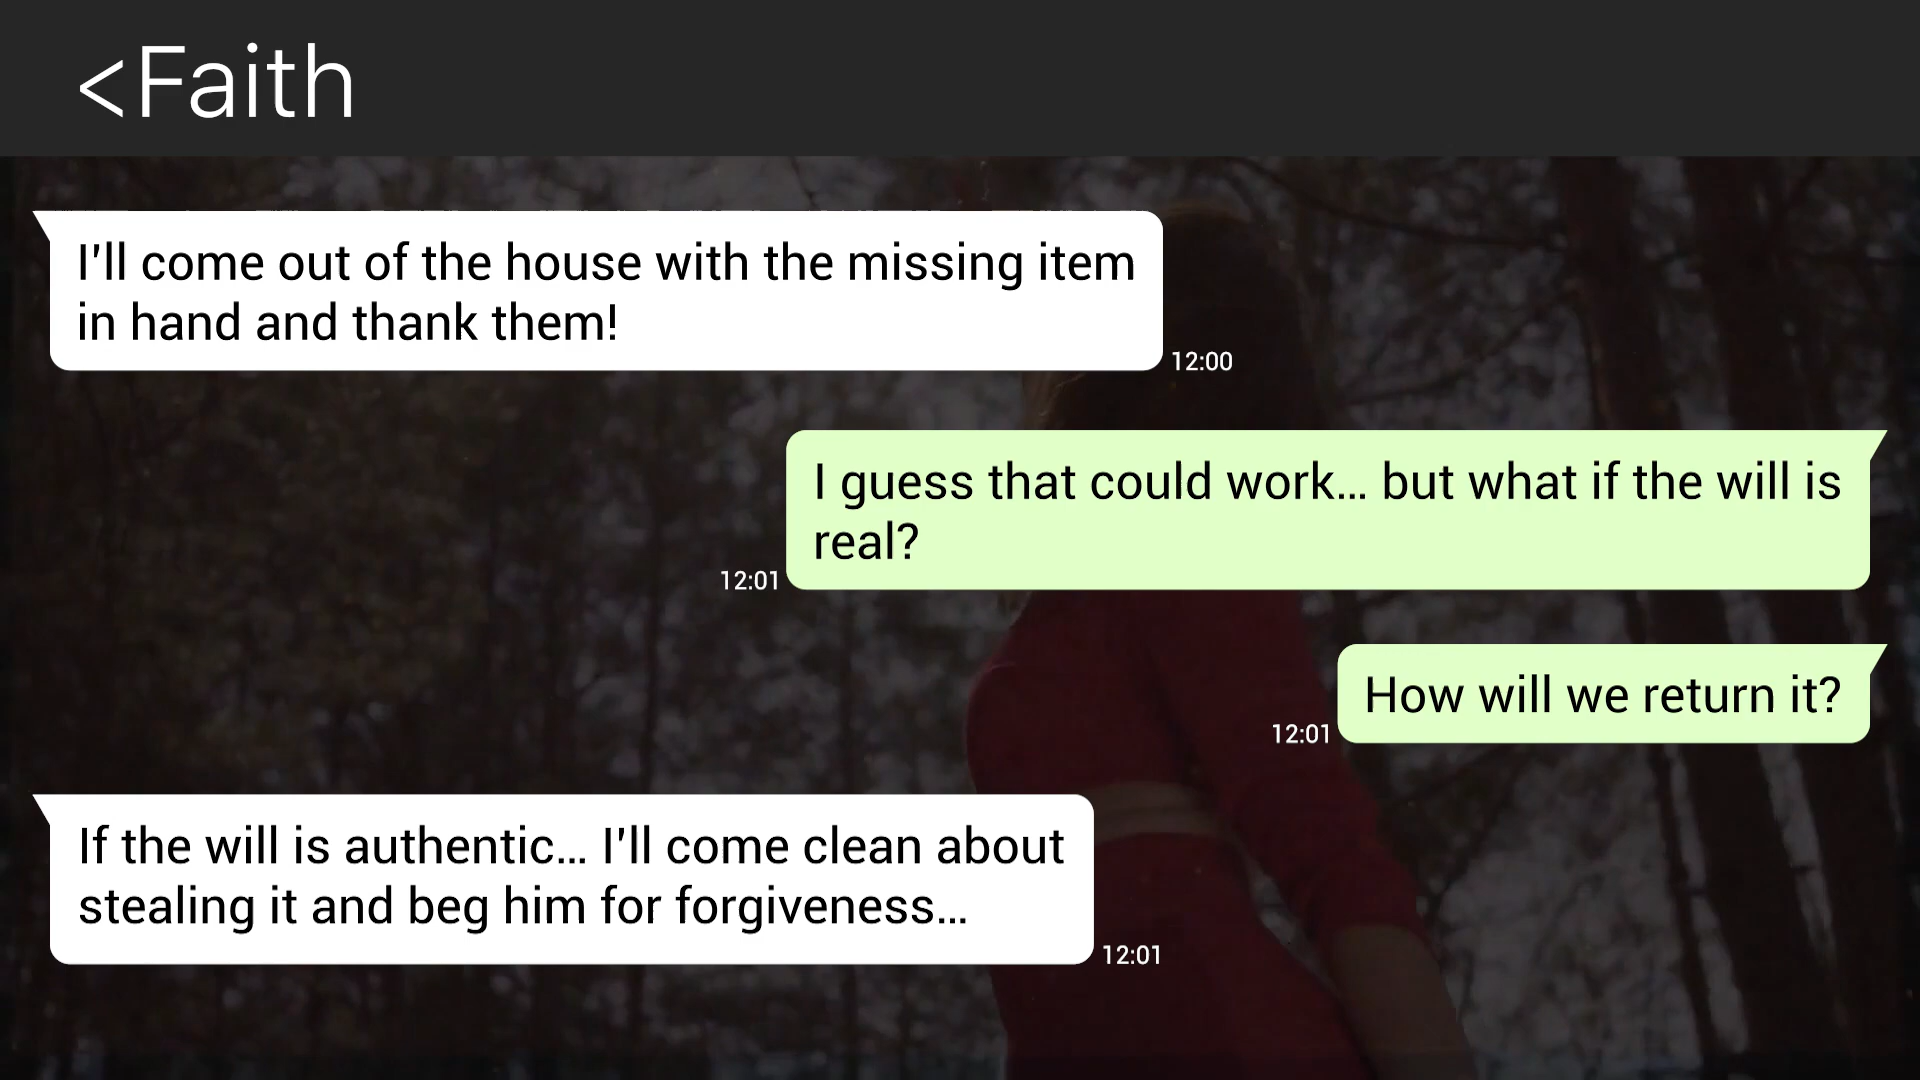 <Faith
I'll come out of the house with the missing item
in hand and thank them!
12:00
I guess that could work... but what if the will is
real?
12:01
How will we return it?
12:01
If the will is authentic... I'll come clean about
stealing it and beg him for forgiveness...
12:01